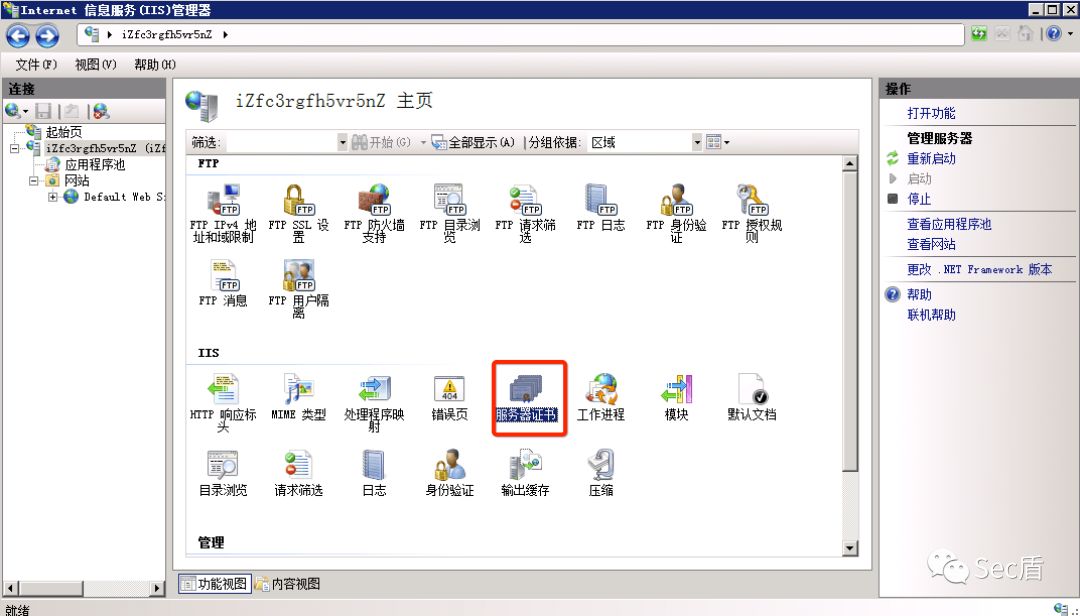 Internet 信息服务(IIS)管理器
iZfc3rgfh5vr5nZ
文件(F) 视图(V) 帮助(H)
连接
起始页
iZfc3rgfh5vr5nZ (iZf
应用程序池
网站
Default Web S
iZfc3rgfh5vr5nZ 主页
筛选: 开始(G) 全部显示(A) 分组依据: 区域
FTP
FTP IPv4 地址和域限制
FTP SSL 设置
FTP 防火墙支持
FTP 目录浏览
FTP 请求筛选
FTP 日志
FTP 身份验证
FTP 授权规则
FTP 消息
FTP 用户隔离
IIS
HTTP 响应标头
MIME 类型
处理程序映射
404
错误页
服务器证书
工作进程
模块
默认文档
目录浏览
请求筛选
日志
身份验证
输出缓存
压缩
管理
功能视图 内容视图
操作
打开功能
管理服务器
重新启动
启动
停止
查看应用程序池
查看网站
更改 .NET Framework 版本
帮助
联机帮助
Sec盾
就绪